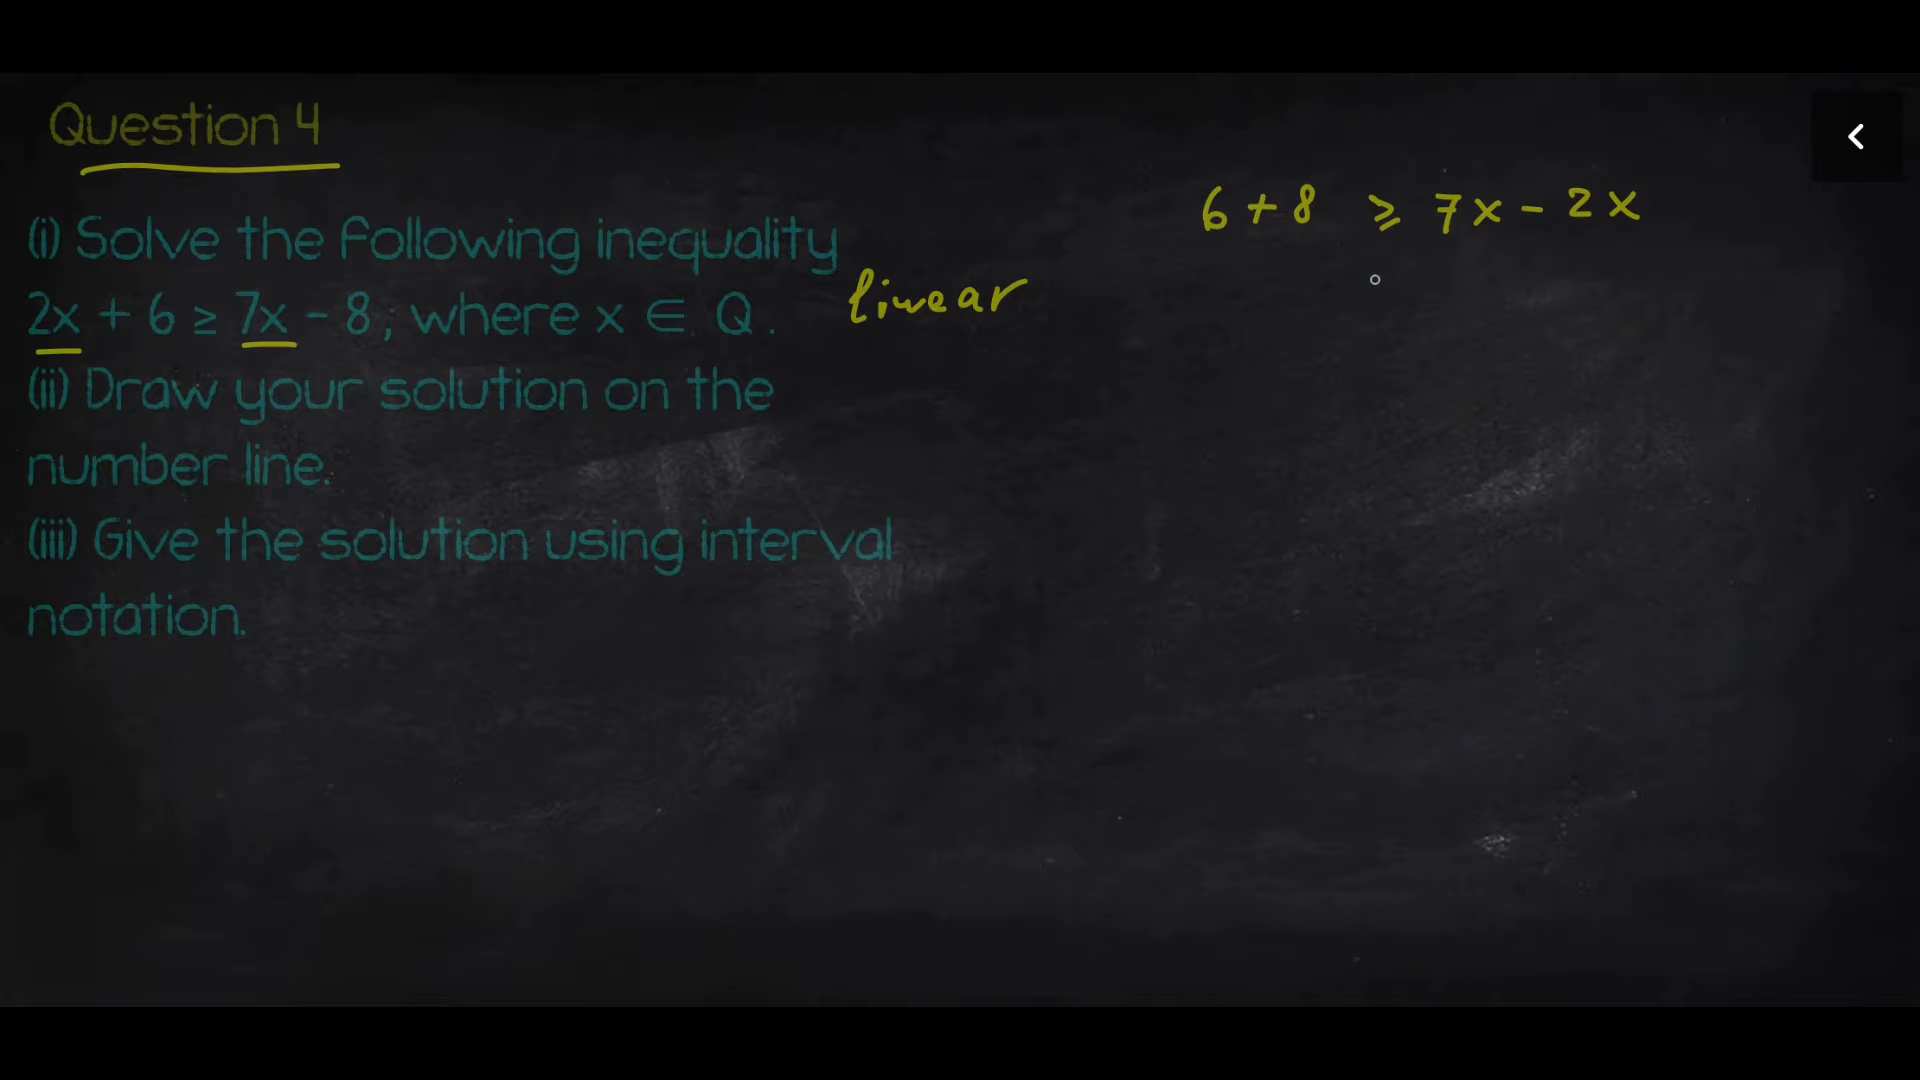 Question 4
(i) Solve the following inequality
2x + 6 ≥ 7x - 8, where x ∈ Q .
linear
(ii) Draw your solution on the
number line.
(iii) Give the solution using interval
notation.
6 + 8 ≥ 7x - 2x